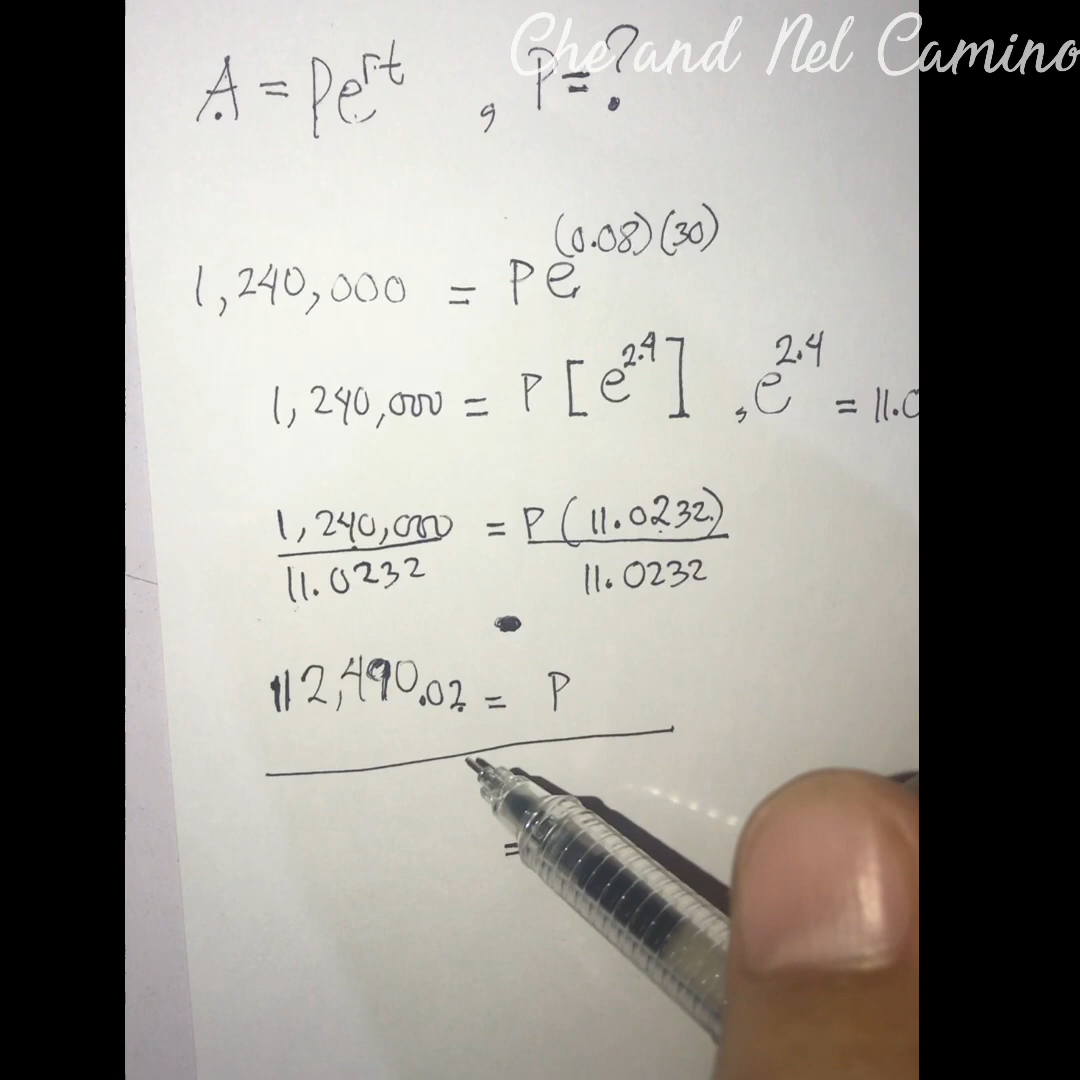 Che and Nel Camino
A = Pe^rt , P = ?
1,240,000 = Pe^(0.08)(30)
1,240,000 = P [e^2.4] , e^2.4 = 11.0
1,240,000 = P (11.0232)
11.0232 11.0232
112,490.02 = P
=